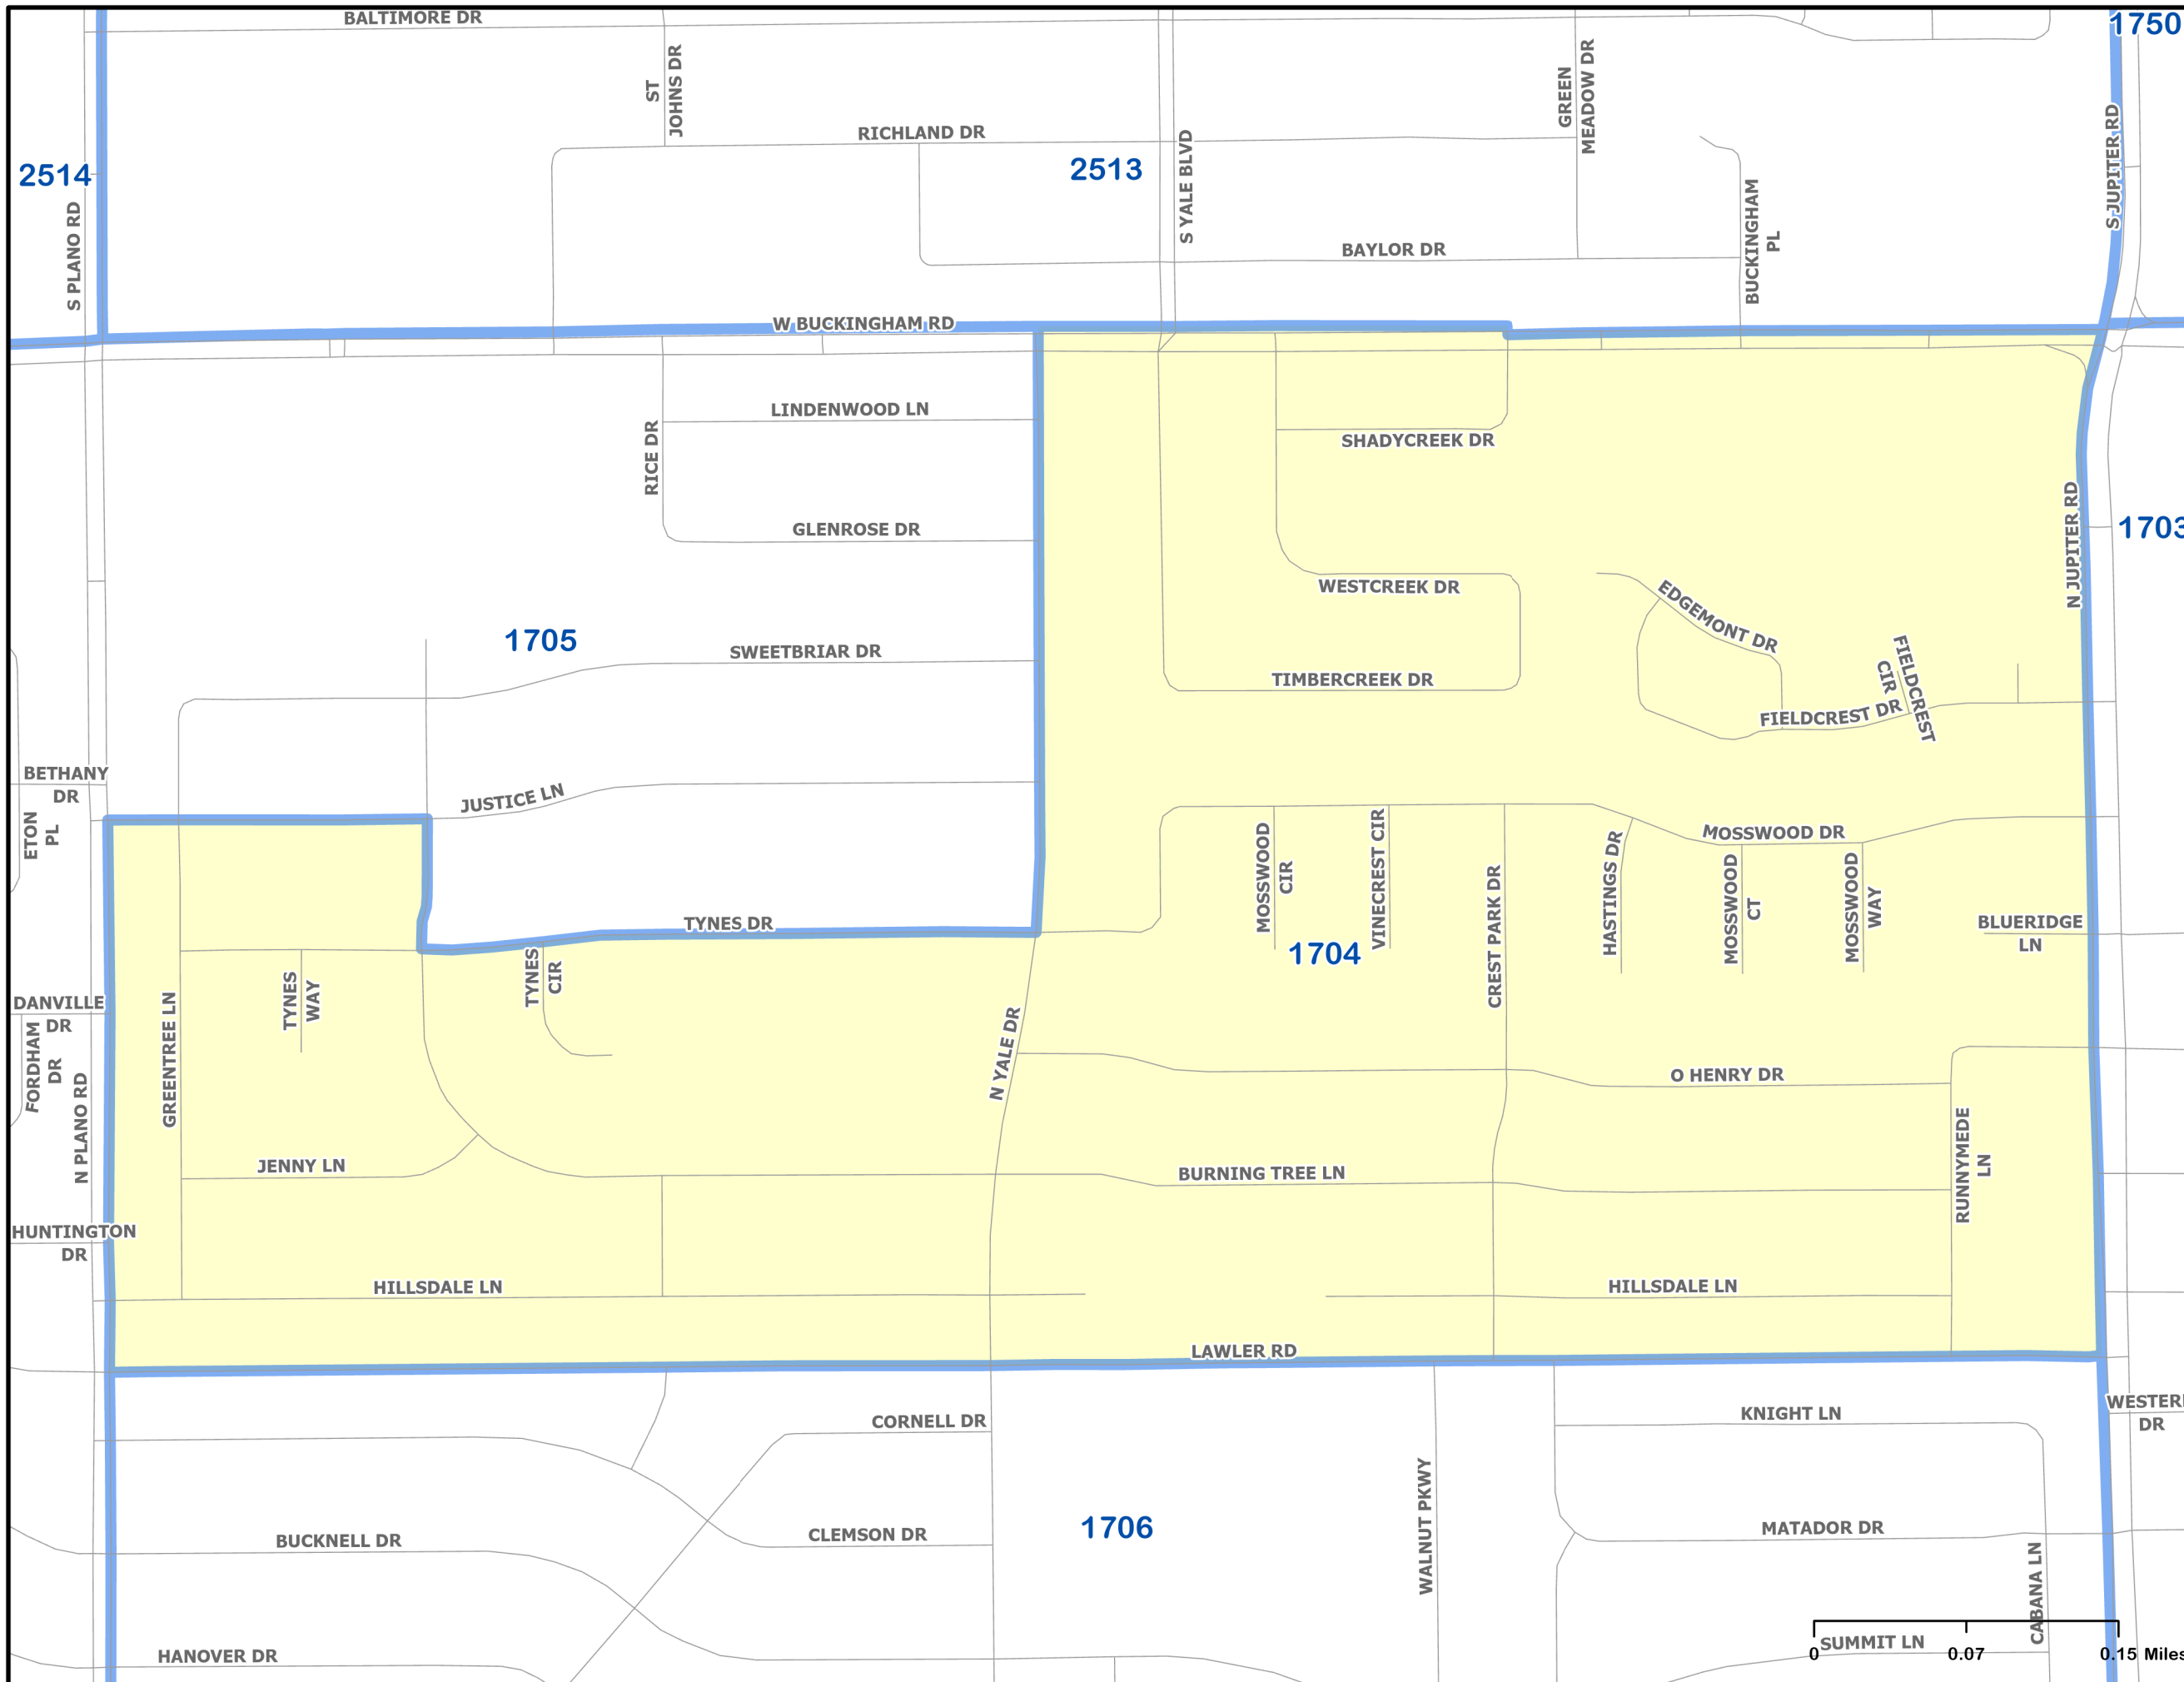 BALTIMORE DR
1750
ST
JOHNS DR
GREEN
MEADOW DR
RICHLAND DR
S YALE BLVD
S JUPITER RD
2514
2513
S PLANO RD
BUCKINGHAM
PL
BAYLOR DR
W BUCKINGHAM RD
LINDENWOOD LN
RICE DR
SHADYCREEK DR
GLENROSE DR
N JUPITER RD
1703
WESTCREEK DR
EDGEMONT DR
1705
SWEETBRIAR DR
TIMBERCREEK DR
FIELDCREST
CIR
FIELDCREST DR
BETHANY
DR
JUSTICE LN
ETON
PL
MOSSWOOD
CIR
VINECREST CIR
CREST PARK DR
HASTINGS DR
MOSSWOOD DR
MOSSWOOD
CT
MOSSWOOD
WAY
TYNES DR
BLUERIDGE
LN
1704
TYNES
WAY
TYNES
CIR
DANVILLE
DR
FORDHAM
DR
GREENTREE LN
N YALE DR
N PLANO RD
O HENRY DR
RUNNYMEDE
LN
JENNY LN
BURNING TREE LN
HUNTINGTON
DR
HILLSDALE LN
HILLSDALE LN
LAWLER RD
CORNELL DR
KNIGHT LN
WESTER
DR
WALNUT PKWY
1706
CLEMSON DR
MATADOR DR
BUCKNELL DR
CABANA LN
SUMMIT LN
HANOVER DR
0 0.07 0.15 Miles